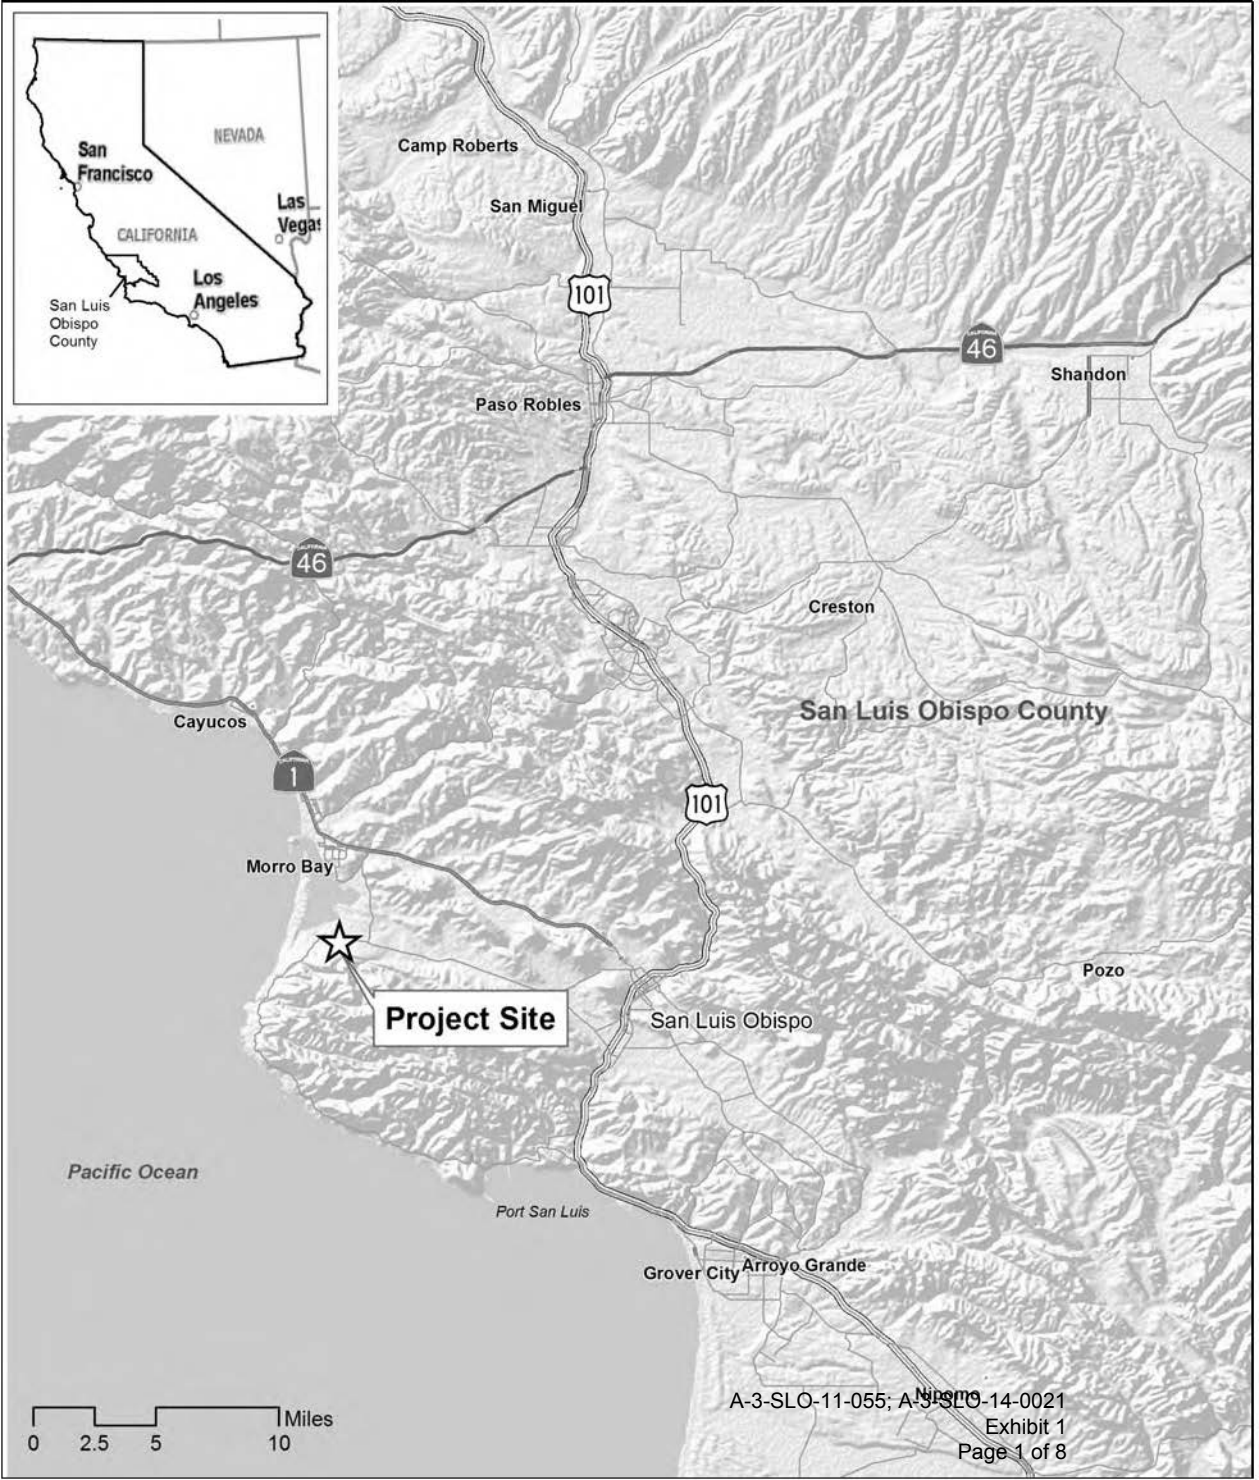 NEVADA
San
Francisco
Las
Vegas
CALIFORNIA
Los
Angeles
San Luis
Obispo
County
Camp Roberts
San Miguel
101
CALIFORNIA
46
Shandon
Paso Robles
CALIFORNIA
46
Creston
San Luis Obispo County
Cayucos
CALIFORNIA
1
101
Morro Bay
Pozo
Project Site
San Luis Obispo
Pacific Ocean
Port San Luis
Grover City
Arroyo Grande
Nipomo
A-3-SLO-11-055; A-3-SLO-14-0021
Exhibit 1
Page 1 of 8
Miles
0 2.5 5 10